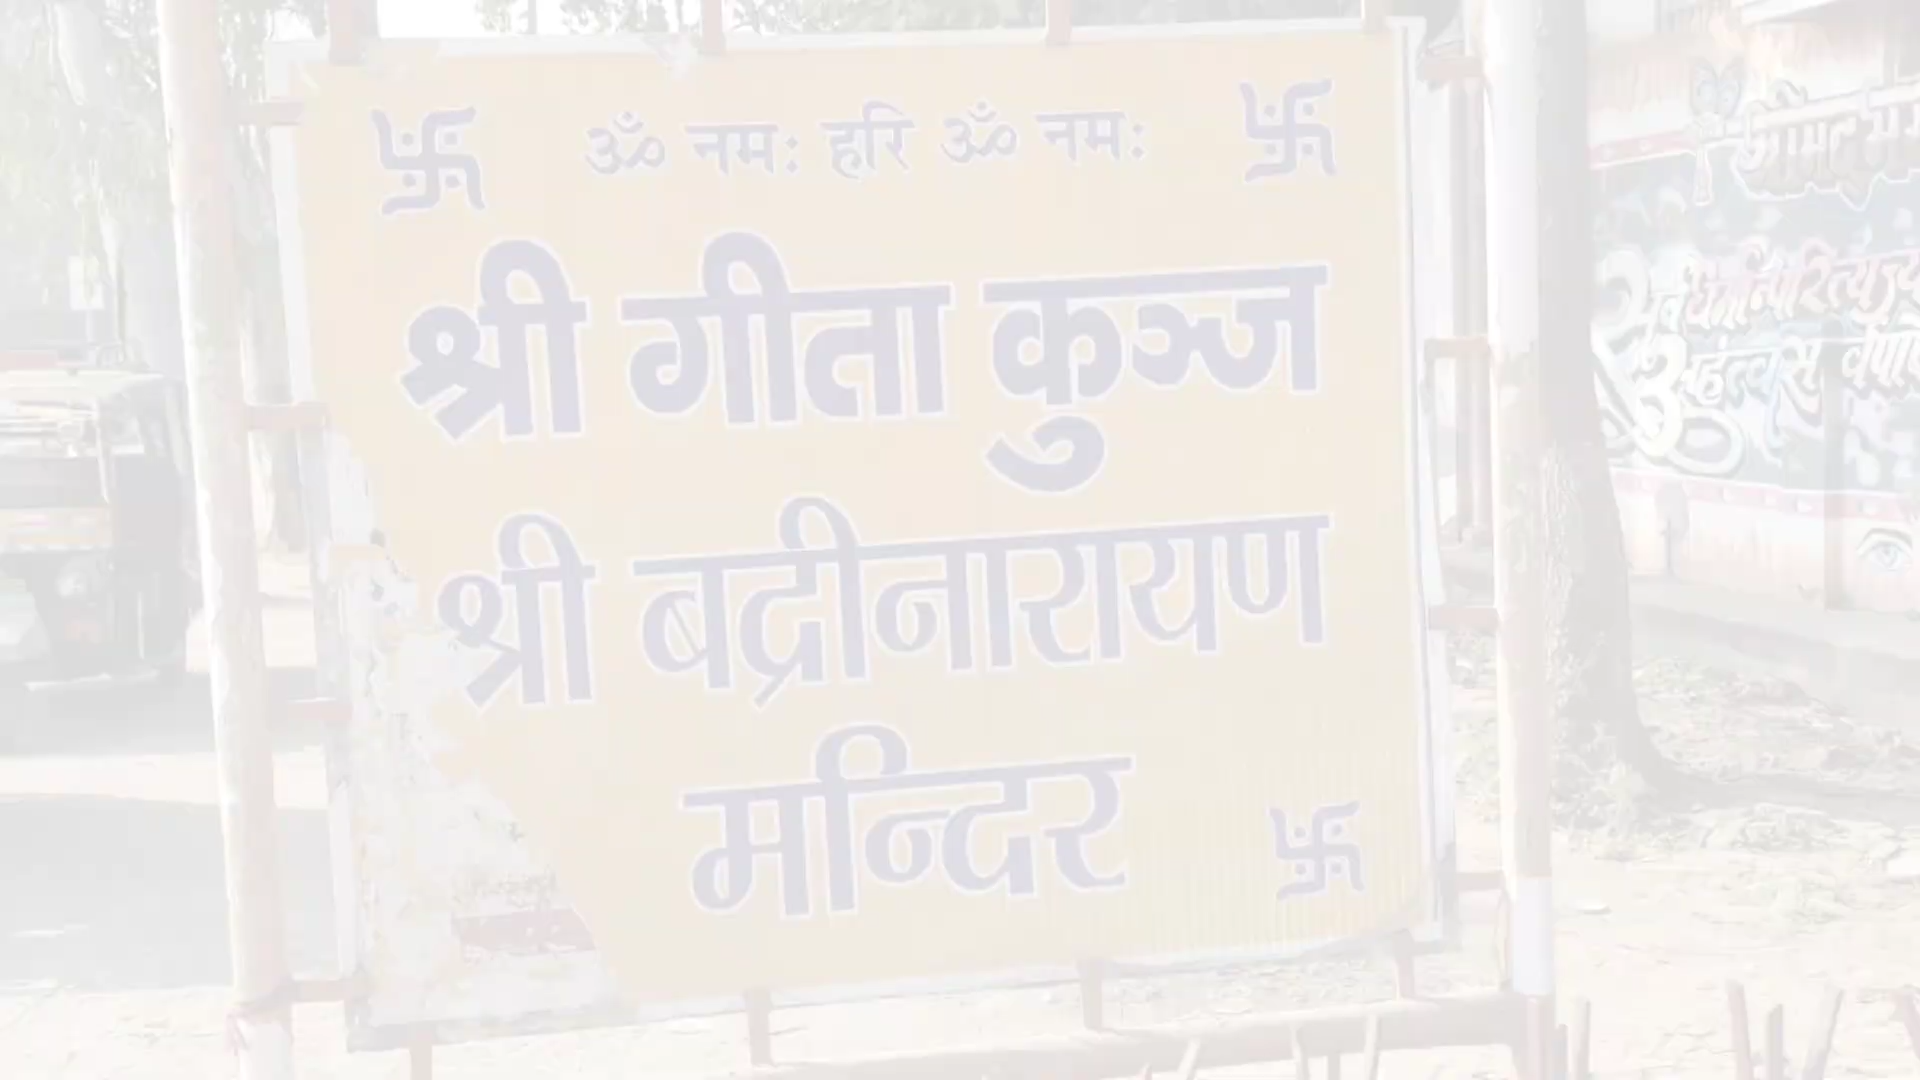 ॐ नमः हरि ॐ नमः
श्री गीता कुञ्ज
श्री बद्रीनारायण
मन्दिर